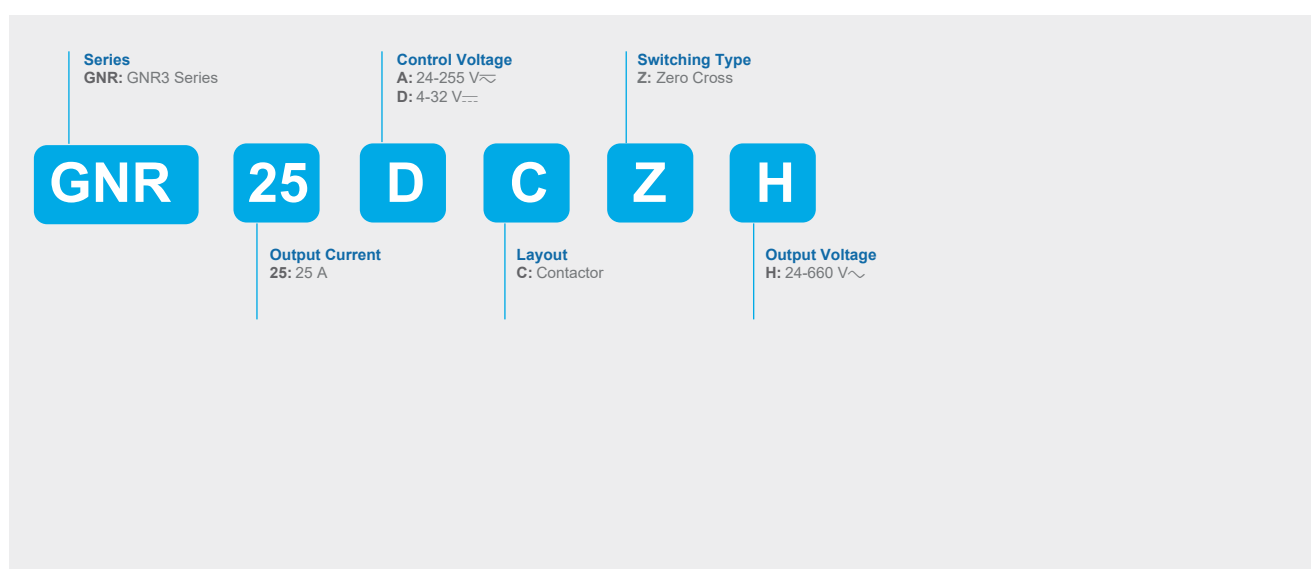 Series
GNR: GNR3 Series
Control Voltage
A: 24-255 V⏦
D: 4-32 V⎓
Switching Type
Z: Zero Cross
GNR 25 D C Z H
Output Current
25: 25 A
Layout
C: Contactor
Output Voltage
H: 24-660 V∿